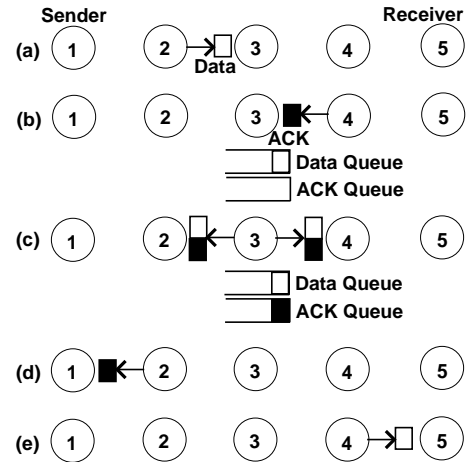 Sender Receiver
(a) 1 2 3 4 5
Data
(b) 1 2 3 4 5
ACK
Data Queue
ACK Queue
(c) 1 2 3 4 5
Data Queue
ACK Queue
(d) 1 2 3 4 5
(e) 1 2 3 4 5